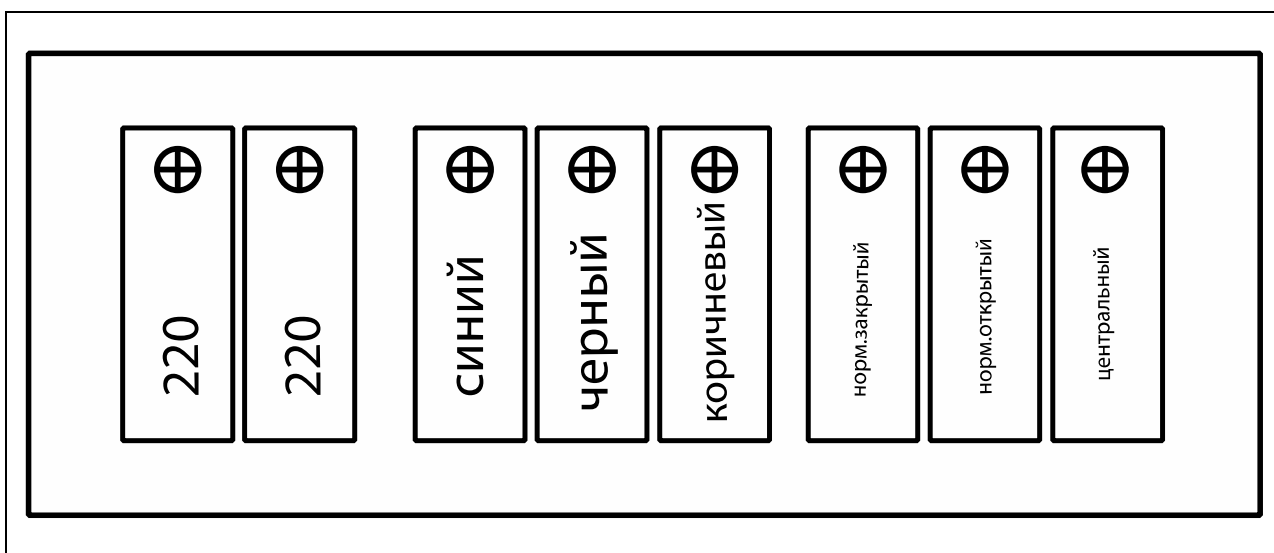 220
220
синий
черный
коричневый
норм.закрытый
норм.открытый
центральный